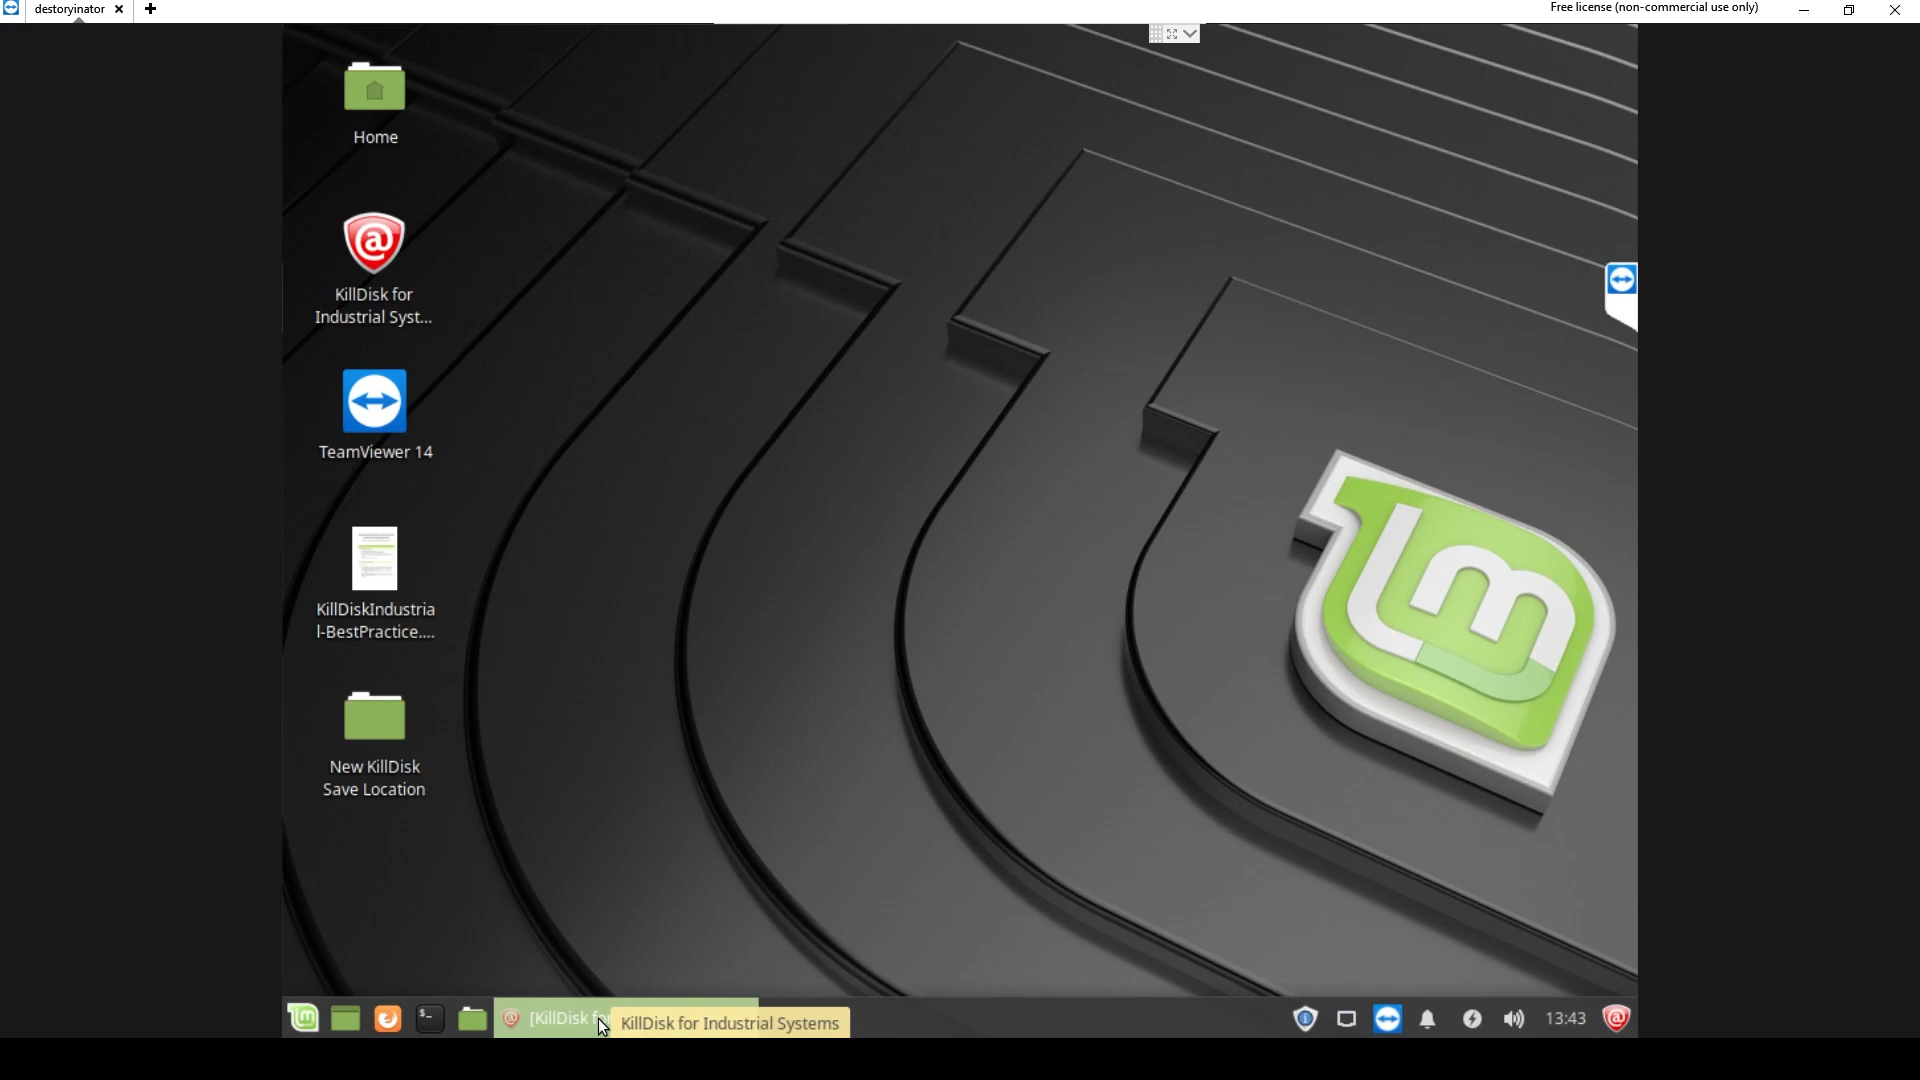 destoryinator
Free license (non-commercial use only)
Home
KillDisk for
Industrial Syst...
TeamViewer 14
KillDiskIndustria
l-BestPractice....
New KillDisk
Save Location
[KillDisk fo
KillDisk for Industrial Systems
13:43